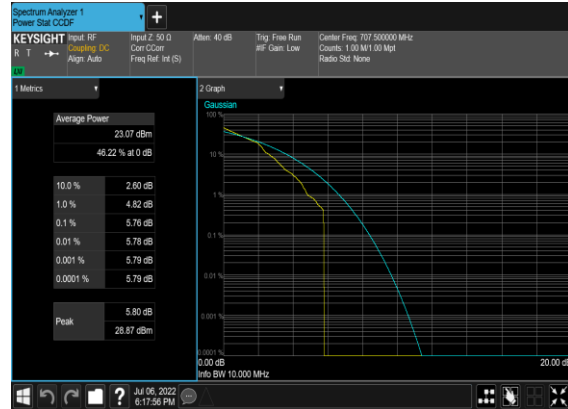 Spectrum Analyzer 1
Power Stat CCDF
KEYSIGHT
R T
LXI
Input: RF
Coupling: DC
Align: Auto
Input Z: 50 Ω
Corr CCorr
Freq Ref: Int (S)
Atten: 40 dB
Trig: Free Run
#IF Gain: Low
Center Freq: 707.500000 MHz
Counts: 1.00 M/1.00 Mpt
Radio Std: None
1 Metrics
Average Power
23.07 dBm
46.22 % at 0 dB
10.0 % 2.60 dB
1.0 % 4.82 dB
0.1 % 5.76 dB
0.01 % 5.78 dB
0.001 % 5.79 dB
0.0001 % 5.79 dB
Peak
5.80 dB
28.87 dBm
2 Graph
Gaussian
100 %
10 %
1 %
0.1 %
0.01 %
0.001 %
0.0001 %
0.00 dB
20.00 dB
Info BW 10.000 MHz
?
Jul 06, 2022
6:17:56 PM